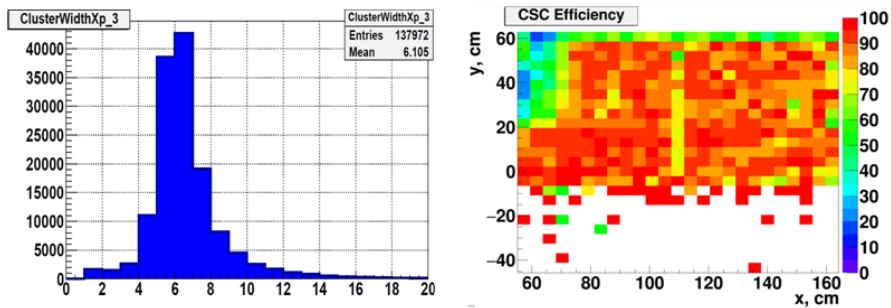 ClusterWidthXp_3
ClusterWidthXp_3
Entries 137972
Mean 6.105
40000
35000
30000
25000
20000
15000
10000
5000
0
0 2 4 6 8 10 12 14 16 18 20
CSC Efficiency
y, cm
60
40
20
0
−20
−40
60 80 100 120 140 160
x, cm
100
90
80
70
60
50
40
30
20
10
0